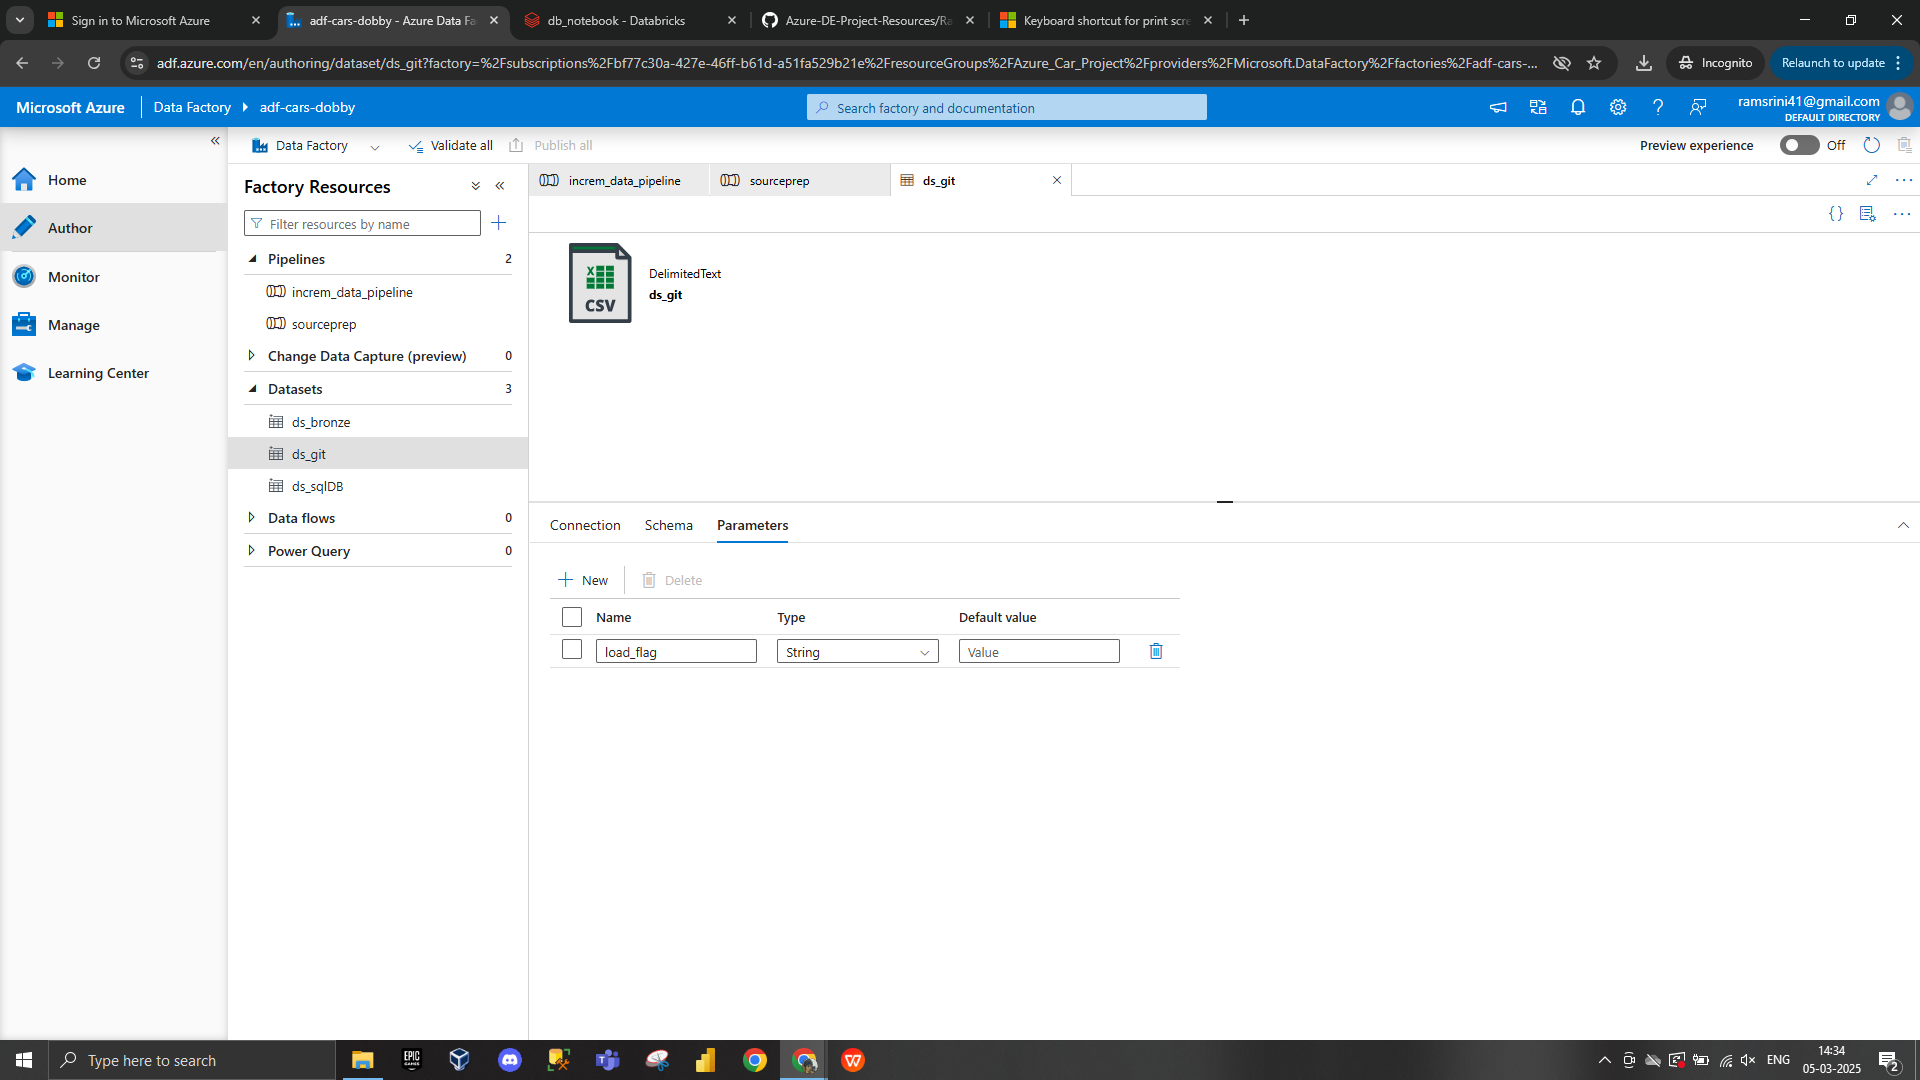 Sign in to Microsoft Azure
adf-cars-dobby - Azure Data Fa
db_notebook - Databricks
Azure-DE-Project-Resources/Ra
Keyboard shortcut for print scre
adf.azure.com/en/authoring/dataset/ds_git?factory=%2Fsubscriptions%2Fbf77c30a-427e-46ff-b61d-a51fa529b21e%2FresourceGroups%2FAzure_Car_Project%2Fproviders%2FMicrosoft.DataFactory%2Ffactories%2Fadf-cars-...
Incognito
Relaunch to update
Microsoft Azure
Data Factory
adf-cars-dobby
Search factory and documentation
ramsrini41@gmail.com
DEFAULT DIRECTORY
Data Factory
Validate all
Publish all
Preview experience
Off
Home
Author
Monitor
Manage
Learning Center
Factory Resources
Filter resources by name
Pipelines 2
increm_data_pipeline
sourceprep
Change Data Capture (preview) 0
Datasets 3
ds_bronze
ds_git
ds_sqlDB
Data flows 0
Power Query 0
increm_data_pipeline
sourceprep
ds_git
{ }
CSV
DelimitedText
ds_git
Connection
Schema
Parameters
New
Delete
Name
Type
Default value
load_flag
String
Value
Type here to search
EPIC
GAMES
ENG
14:34
05-03-2025
2